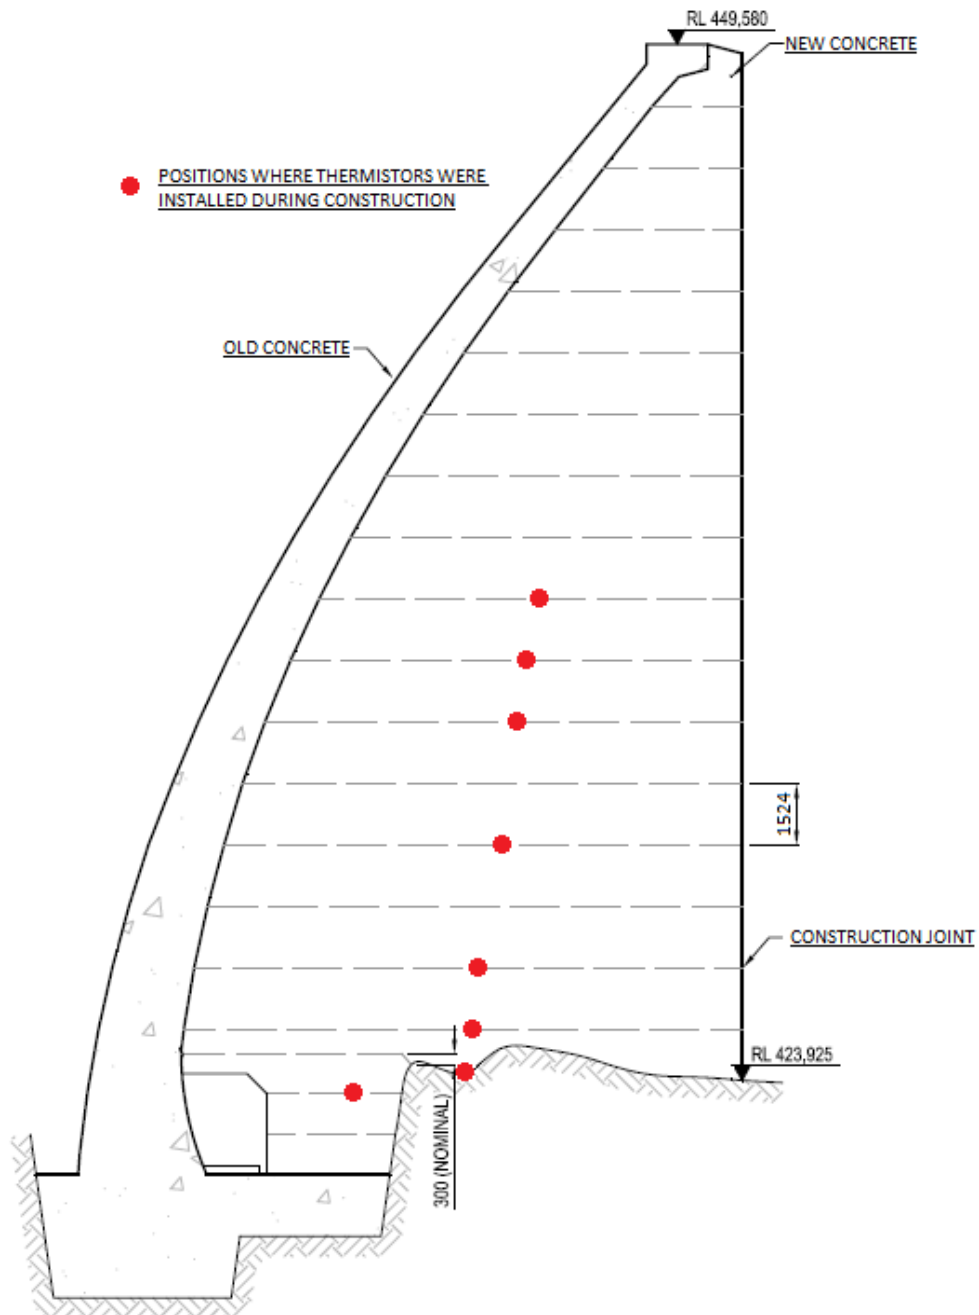 RL 449,580
NEW CONCRETE
POSITIONS WHERE THERMISTORS WERE
INSTALLED DURING CONSTRUCTION
OLD CONCRETE
1524
CONSTRUCTION JOINT
RL 423,925
300 (NOMINAL)